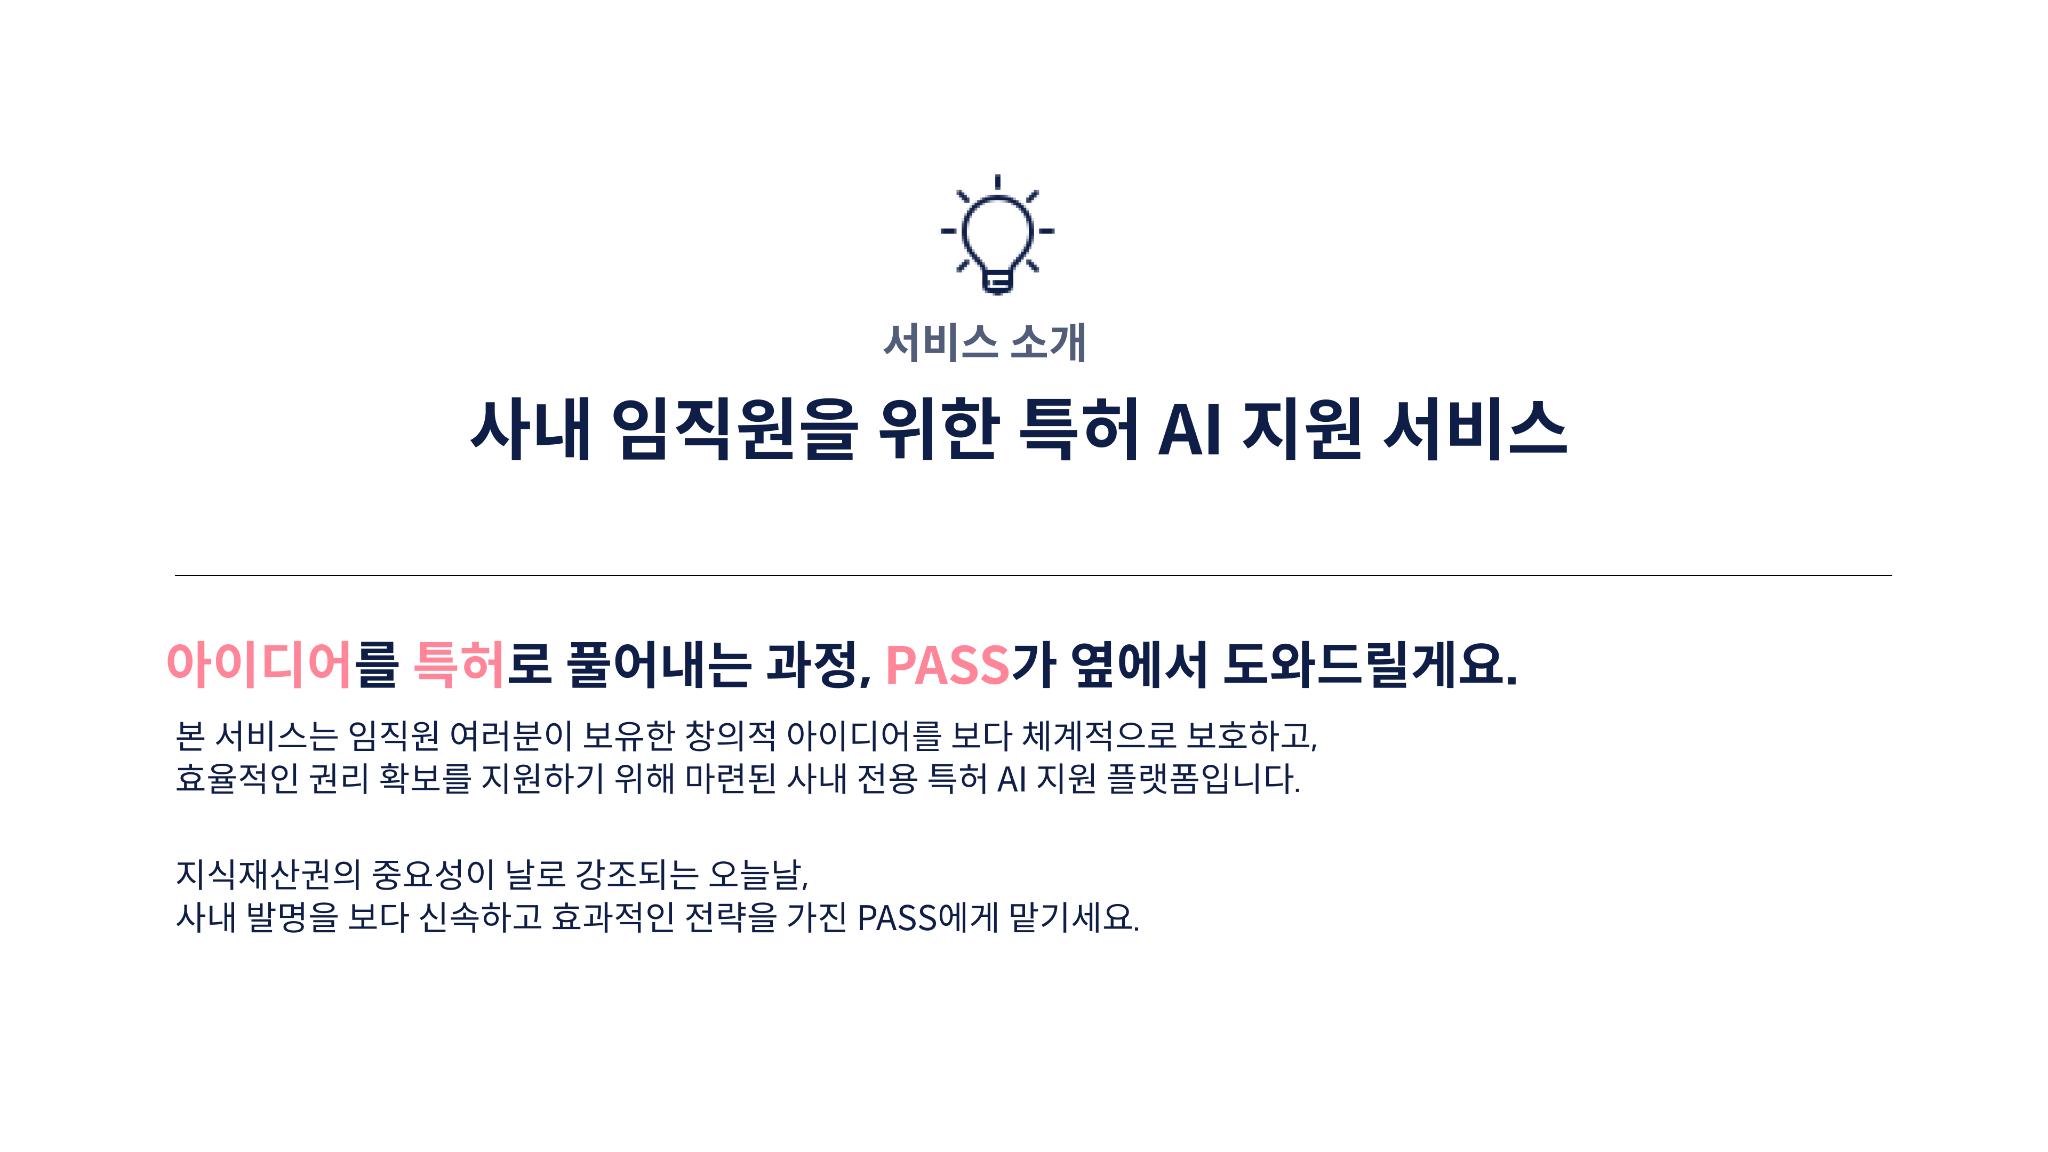 서비스 소개
사내 임직원을 위한 특허 AI 지원 서비스
아이디어를 특허로 풀어내는 과정, PASS가 옆에서 도와드릴게요.
본 서비스는 임직원 여러분이 보유한 창의적 아이디어를 보다 체계적으로 보호하고,
효율적인 권리 확보를 지원하기 위해 마련된 사내 전용 특허 AI 지원 플랫폼입니다.
지식재산권의 중요성이 날로 강조되는 오늘날,
사내 발명을 보다 신속하고 효과적인 전략을 가진 PASS에게 맡기세요.